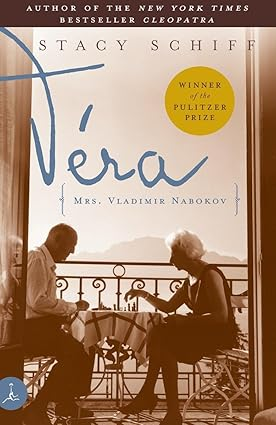 AUTHOR OF THE NEW YORK TIMES
BESTSELLER CLEOPATRA
STACY SCHIFF
WINNER
of the
PULITZER
PRIZE
Véra
{ MRS. VLADIMIR NABOKOV }